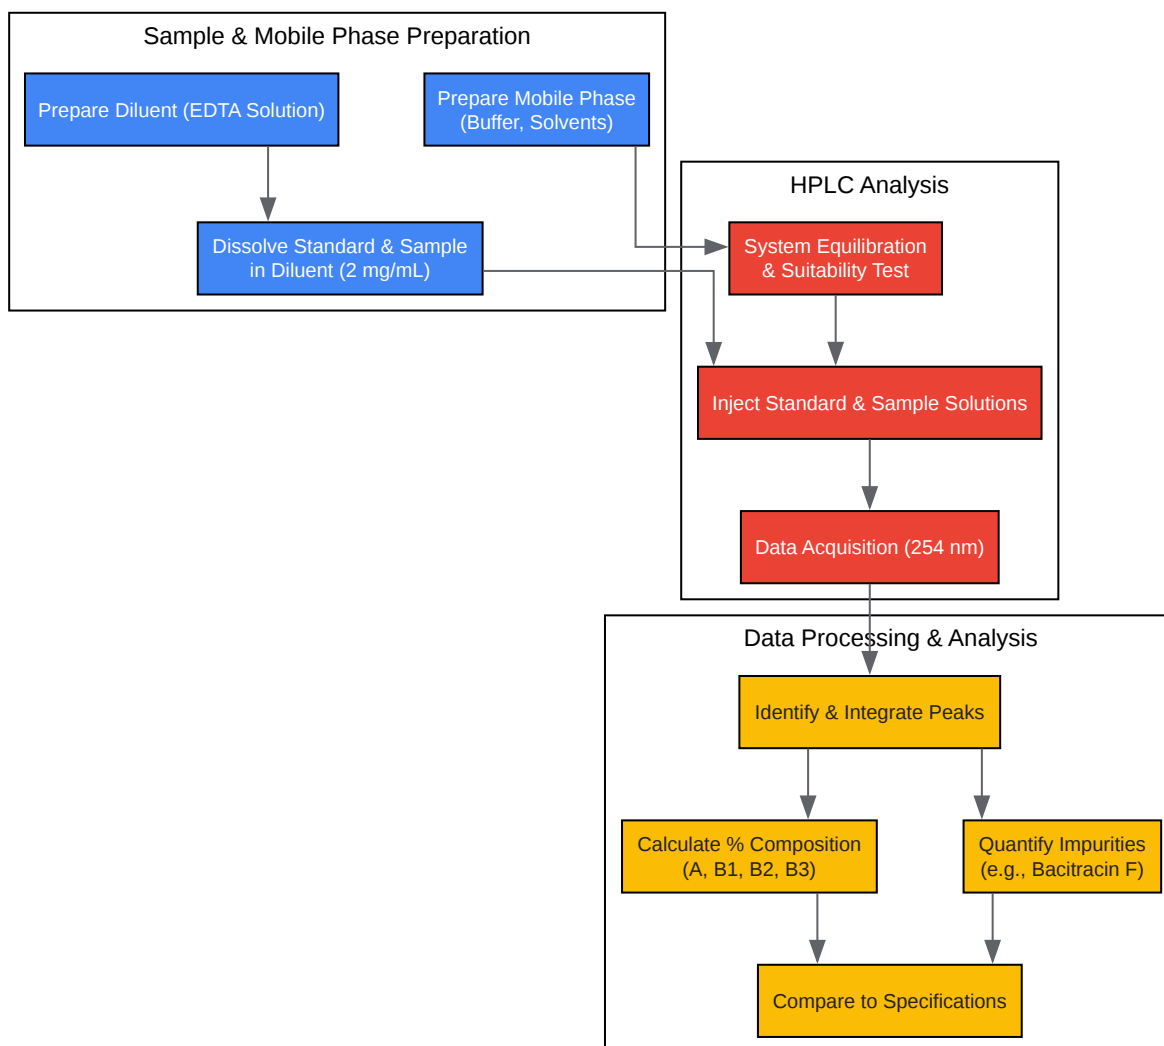 Sample & Mobile Phase Preparation
Prepare Diluent (EDTA Solution)
Prepare Mobile Phase
(Buffer, Solvents)
Dissolve Standard & Sample
in Diluent (2 mg/mL)
HPLC Analysis
System Equilibration
& Suitability Test
Inject Standard & Sample Solutions
Data Acquisition (254 nm)
Data Processing & Analysis
Identify & Integrate Peaks
Calculate % Composition
(A, B1, B2, B3)
Quantify Impurities
(e.g., Bacitracin F)
Compare to Specifications